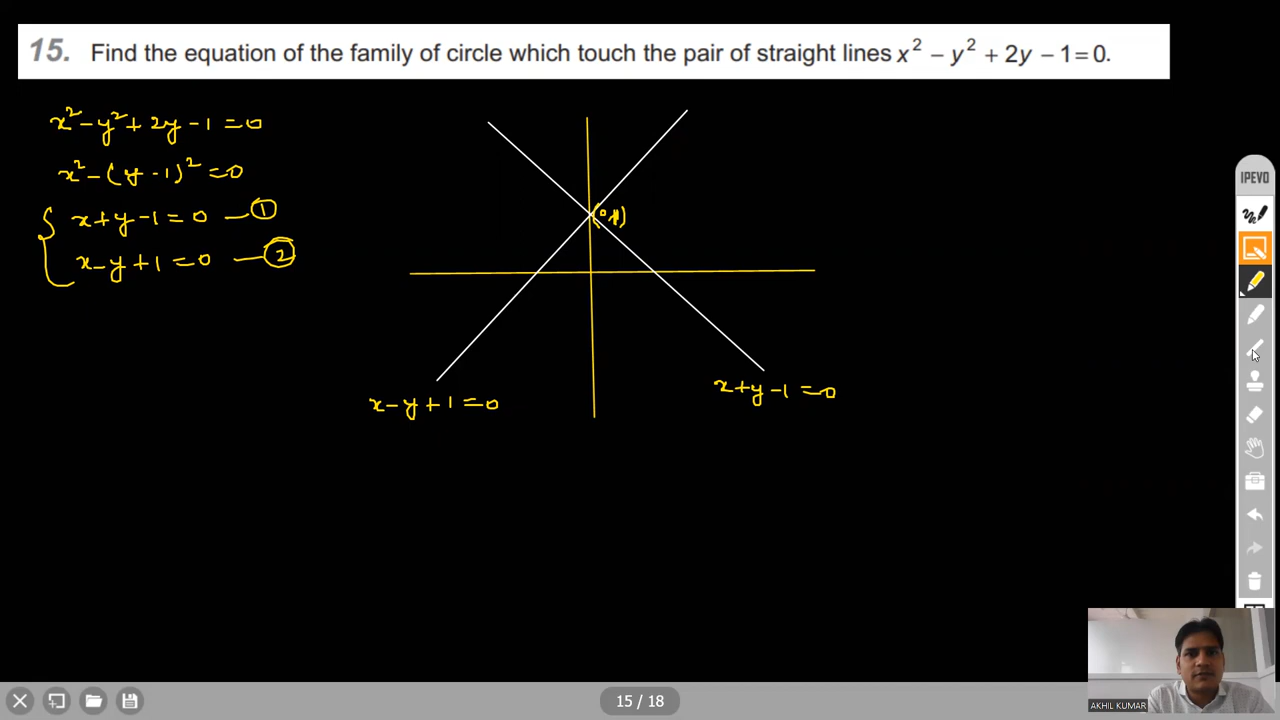 15. Find the equation of the family of circle which touch the pair of straight lines x² − y² + 2y − 1 = 0.
x² − y² + 2y − 1 = 0
x² − (y − 1)² = 0
x + y − 1 = 0 — ①
x − y + 1 = 0 — ②
x − y + 1 = 0
x + y − 1 = 0
IPEVO
15 / 18
AKHIL KUMAR